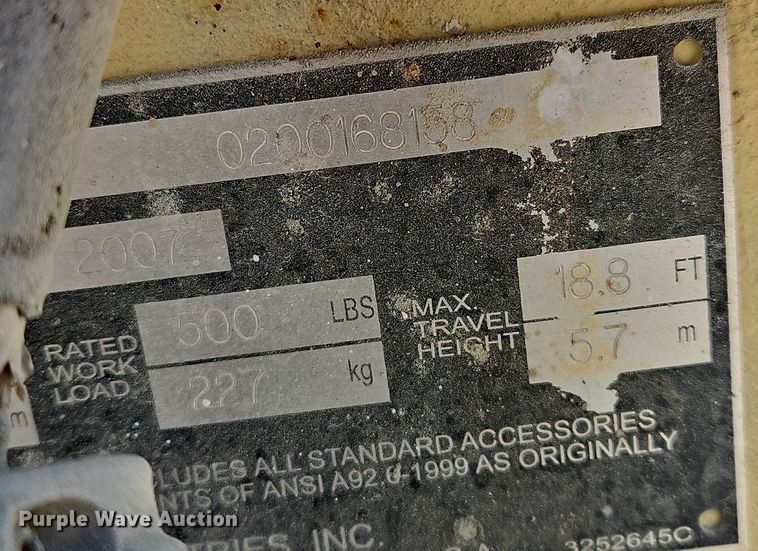 0200168158
2007
RATED WORK LOAD 500 LBS
227 kg
MAX. TRAVEL HEIGHT 18.8 FT
5.7 m
m
CLUDES ALL STANDARD ACCESSORIES
NTS OF ANSI A92.6-1999 AS ORIGINALLY
TRIES, INC.
3252645C
Purple Wave Auction